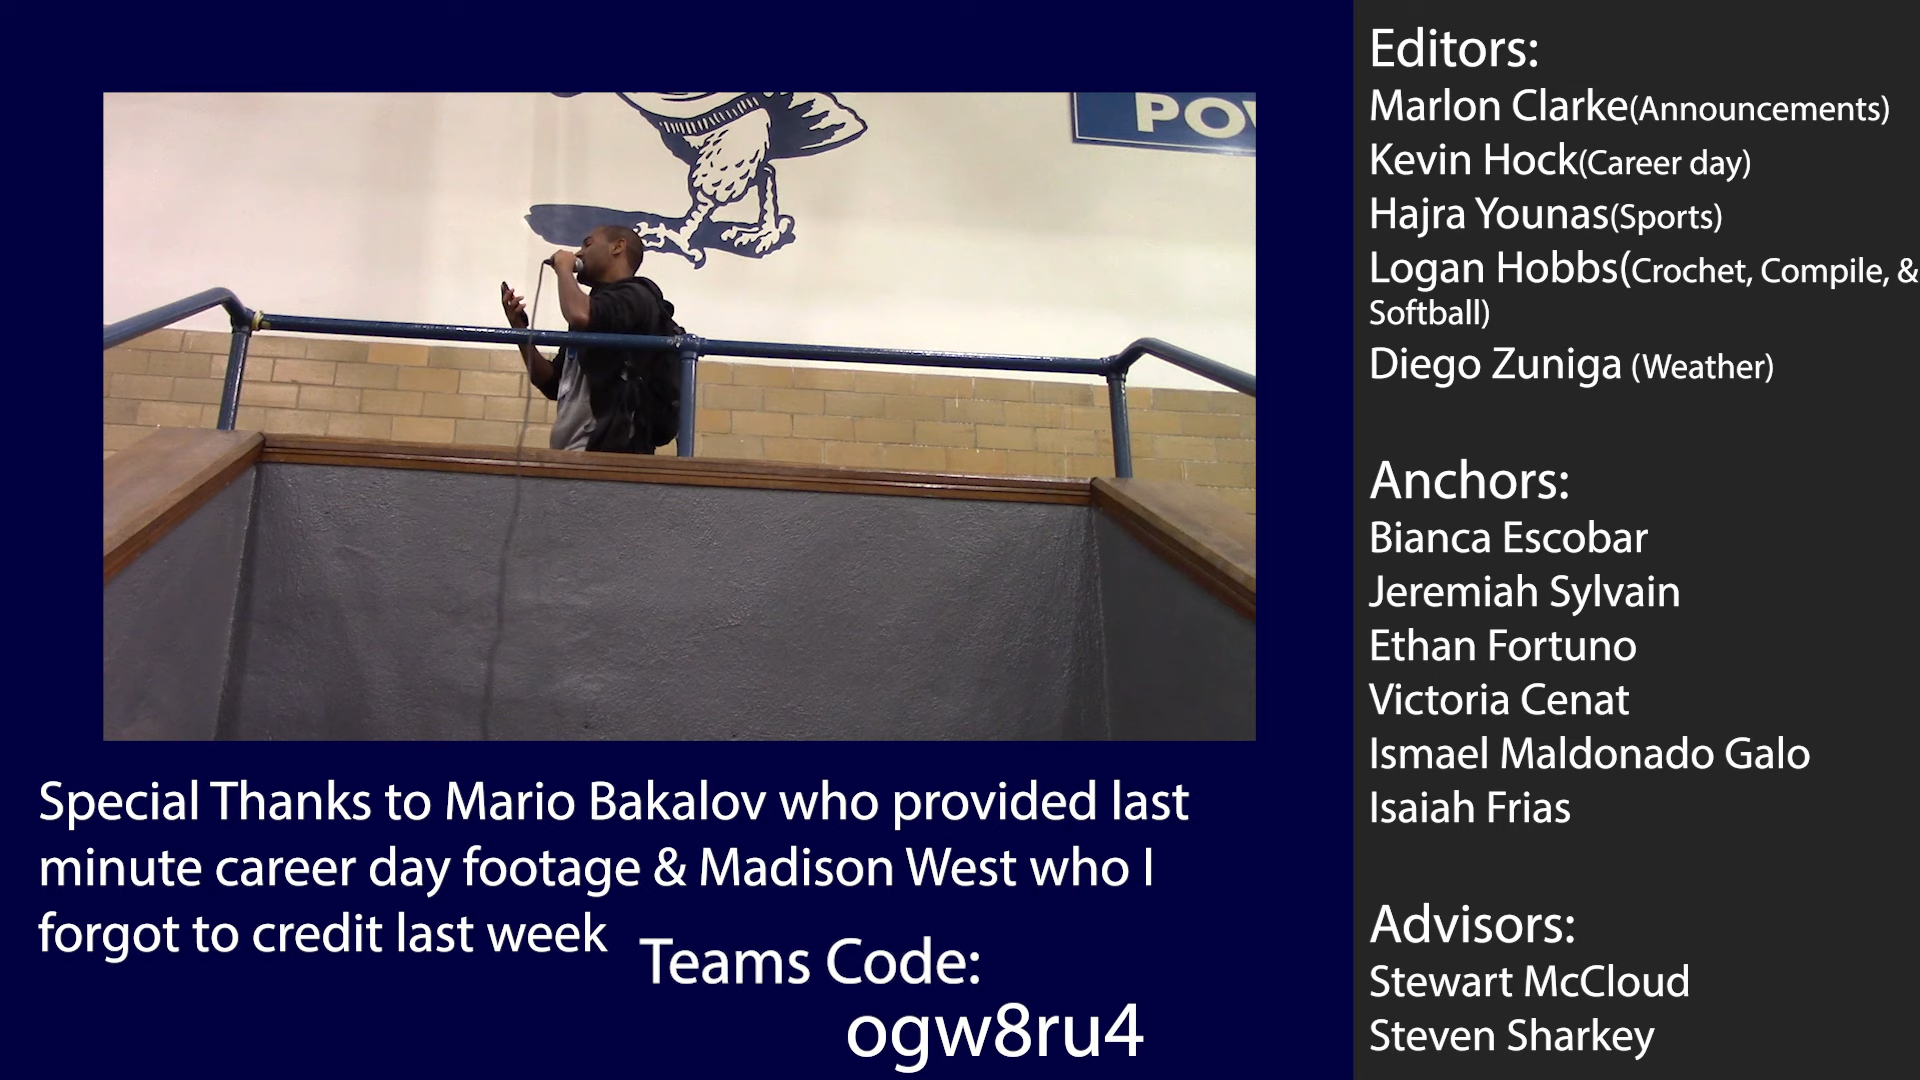 POW
Special Thanks to Mario Bakalov who provided last
minute career day footage & Madison West who I
forgot to credit last week
Teams Code:
ogw8ru4
Editors:
Marlon Clarke(Announcements)
Kevin Hock(Career day)
Hajra Younas(Sports)
Logan Hobbs(Crochet, Compile, &
Softball)
Diego Zuniga (Weather)
Anchors:
Bianca Escobar
Jeremiah Sylvain
Ethan Fortuno
Victoria Cenat
Ismael Maldonado Galo
Isaiah Frias
Advisors:
Stewart McCloud
Steven Sharkey